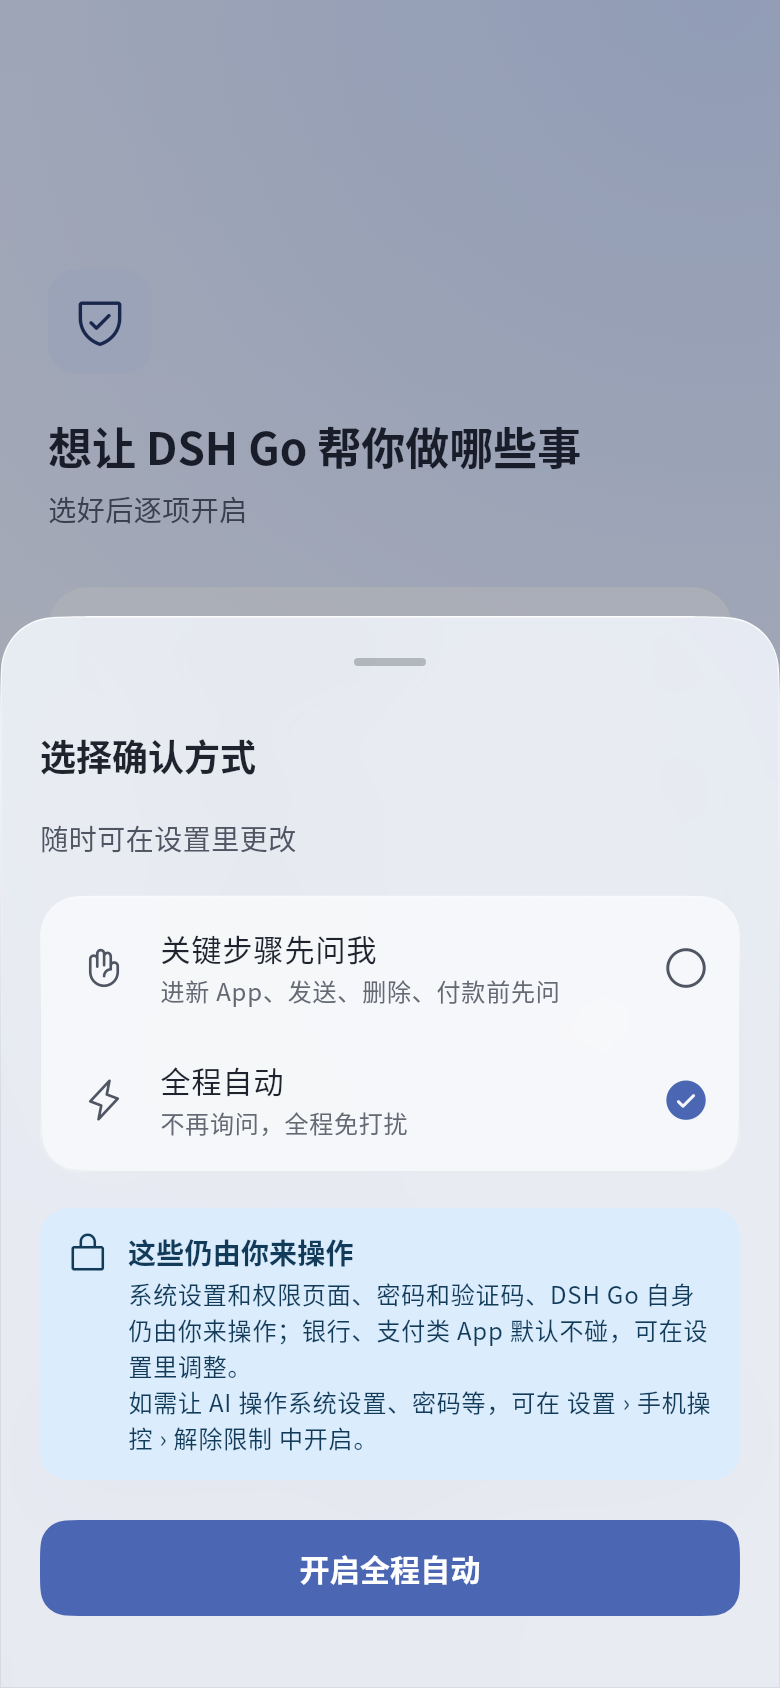 想让 DSH Go 帮你做哪些事
选好后逐项开启
选择确认方式
随时可在设置里更改
关键步骤先问我
进新 App、发送、删除、付款前先问
全程自动
不再询问，全程免打扰
这些仍由你来操作
系统设置和权限页面、密码和验证码、DSH Go 自身
仍由你来操作；银行、支付类 App 默认不碰，可在设
置里调整。
如需让 AI 操作系统设置、密码等，可在 设置 › 手机操
控 › 解除限制 中开启。
开启全程自动